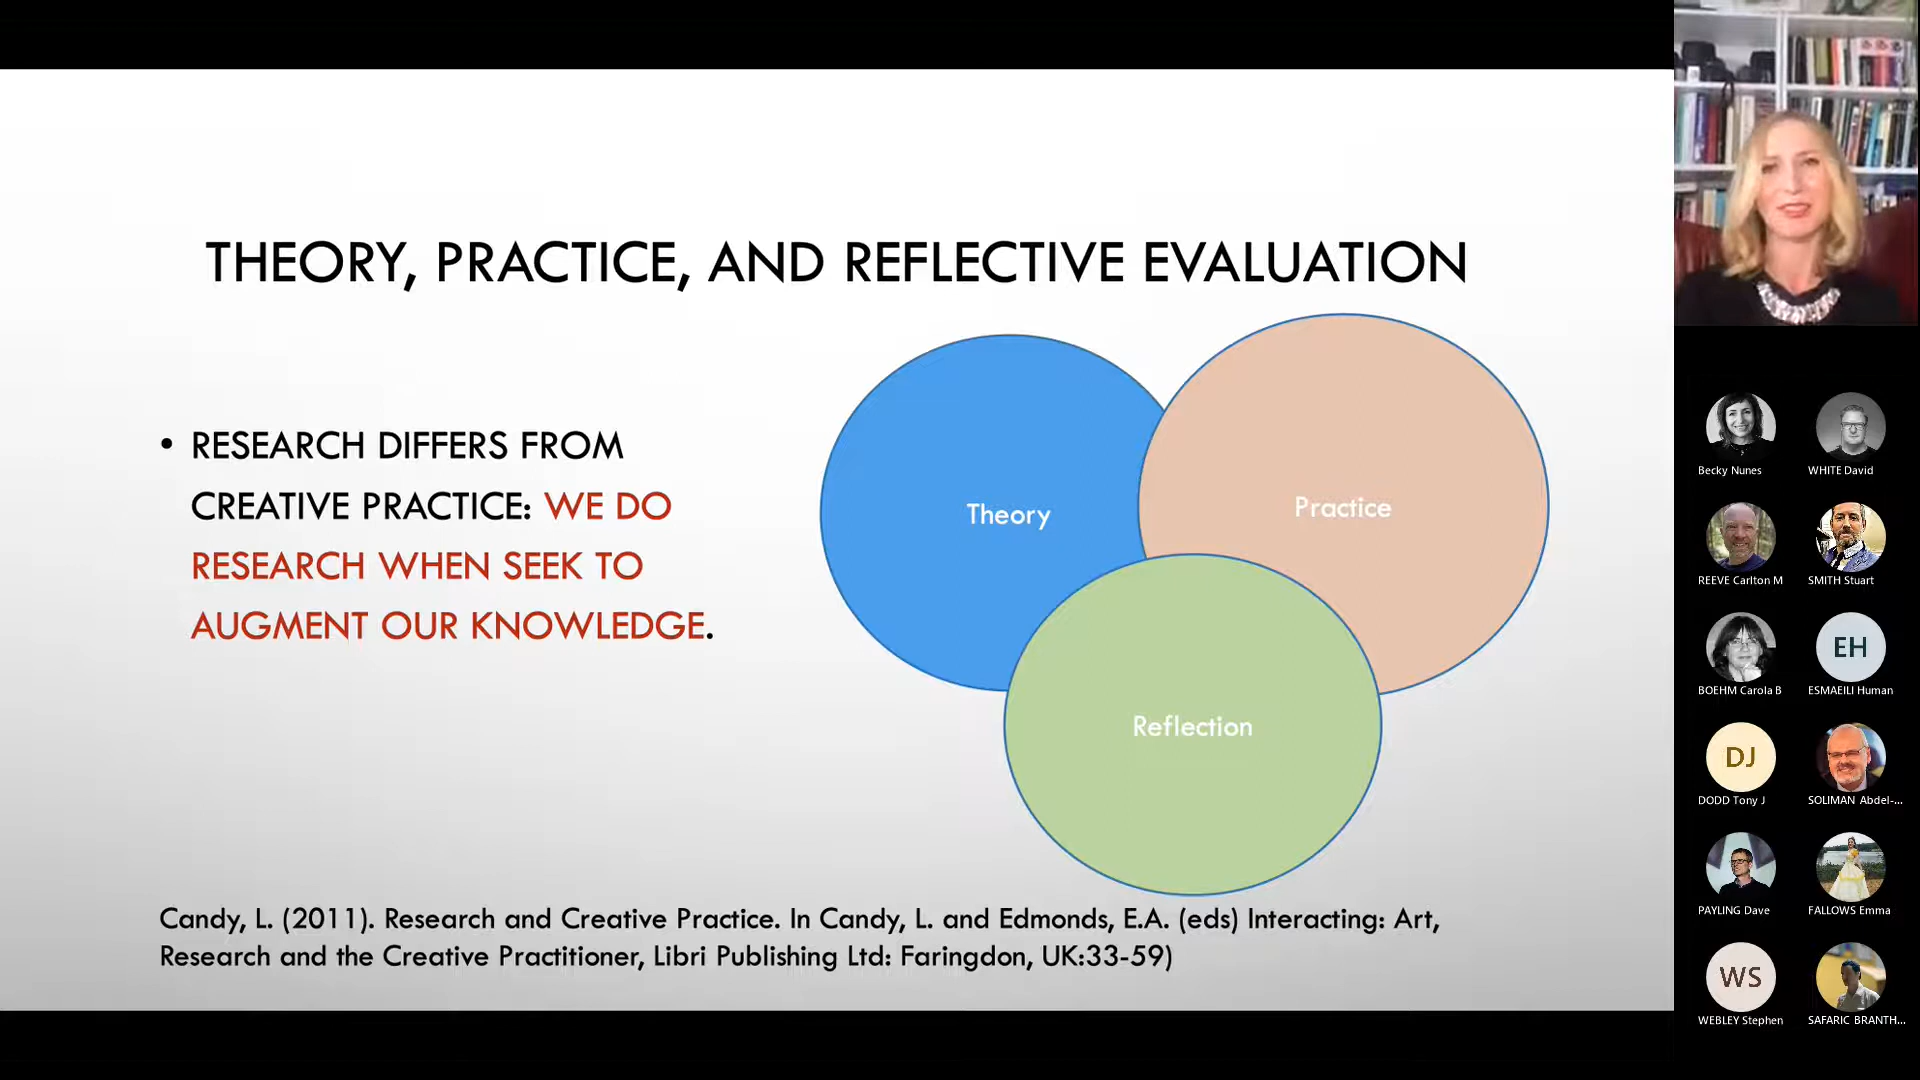 THEORY, PRACTICE, AND REFLECTIVE EVALUATION
• RESEARCH DIFFERS FROM
CREATIVE PRACTICE: WE DO
RESEARCH WHEN SEEK TO
AUGMENT OUR KNOWLEDGE.
Theory
Practice
Reflection
Candy, L. (2011). Research and Creative Practice. In Candy, L. and Edmonds, E.A. (eds) Interacting: Art,
Research and the Creative Practitioner, Libri Publishing Ltd: Faringdon, UK:33-59)
Becky Nunes
WHITE David
REEVE Carlton M
SMITH Stuart
BOEHM Carola B
EH
ESMAEILI Human
DJ
DODD Tony J
SOLIMAN Abdel-...
PAYLING Dave
FALLOWS Emma
WS
WEBLEY Stephen
SAFARIC BRANTH...